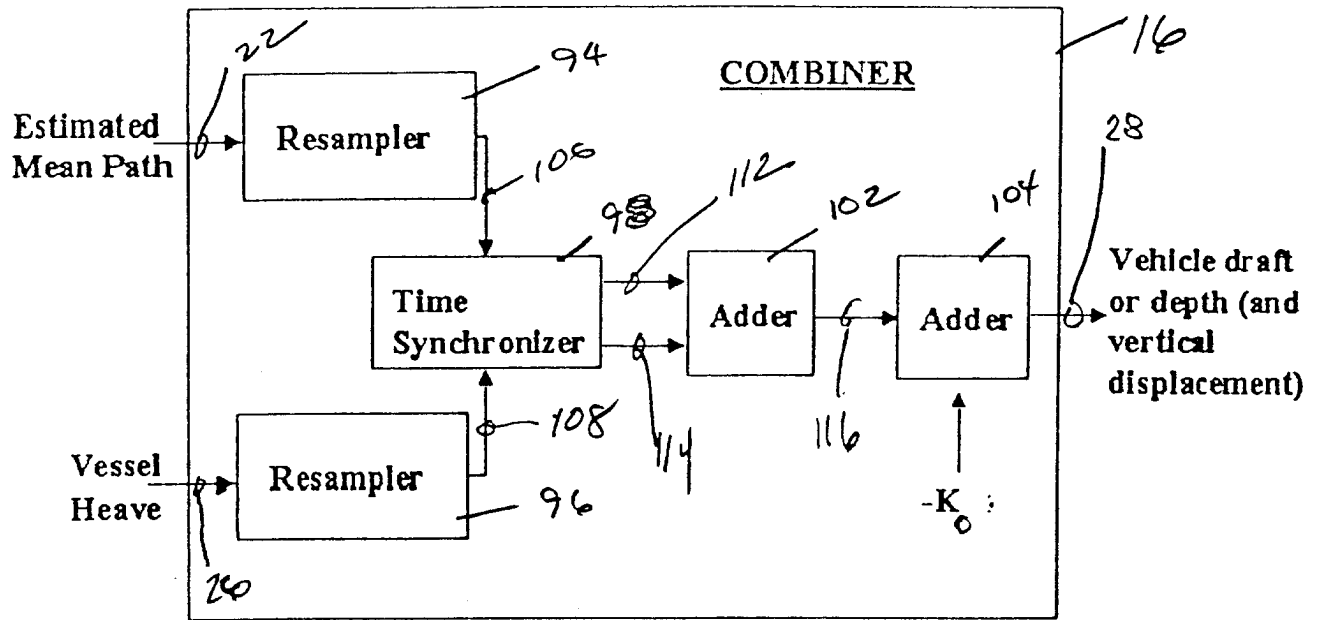 22
94
16
COMBINER
Estimated
Mean Path
Resampler
106
28
98
112
102
104
Time
Synchronizer
Adder
Adder
Vehicle draft
or depth (and
vertical
displacement)
108
114
116
Vessel
Heave
Resampler
96
-K₀
26